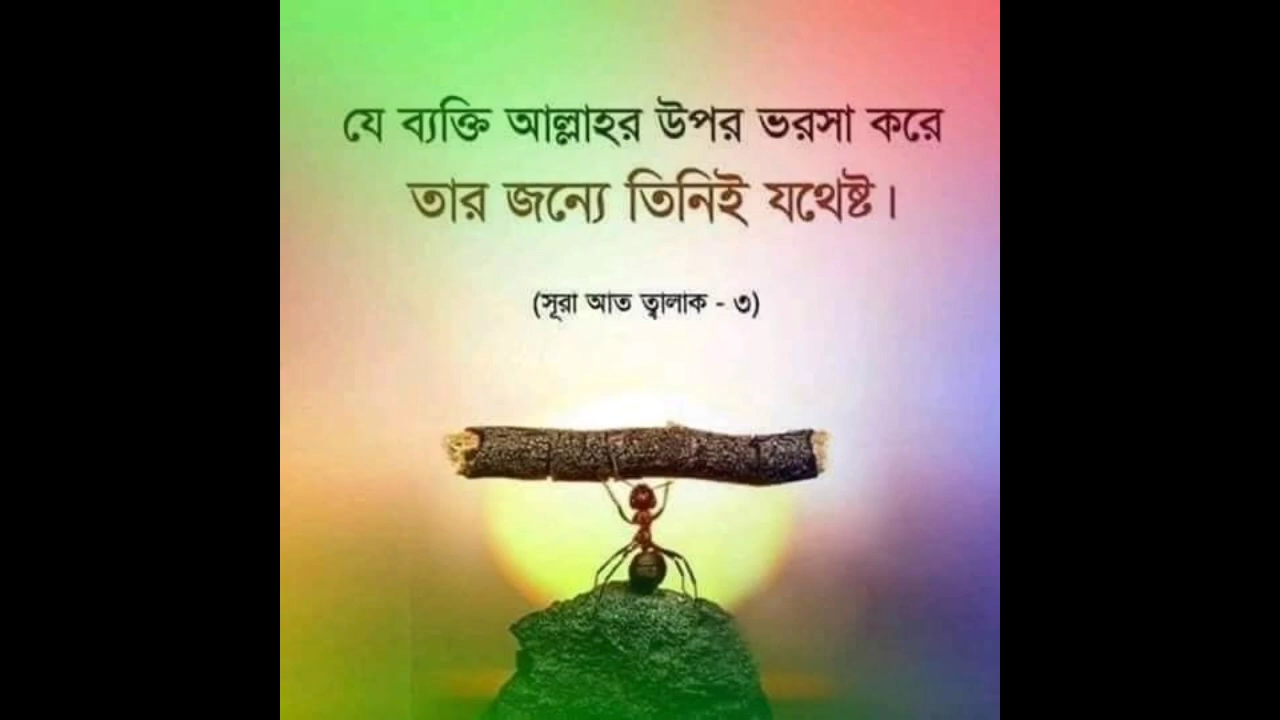 যে ব্যক্তি আল্লাহর উপর ভরসা করে
তার জন্যে তিনিই যথেষ্ট।
(সূরা আত ত্বালাক - ৩)